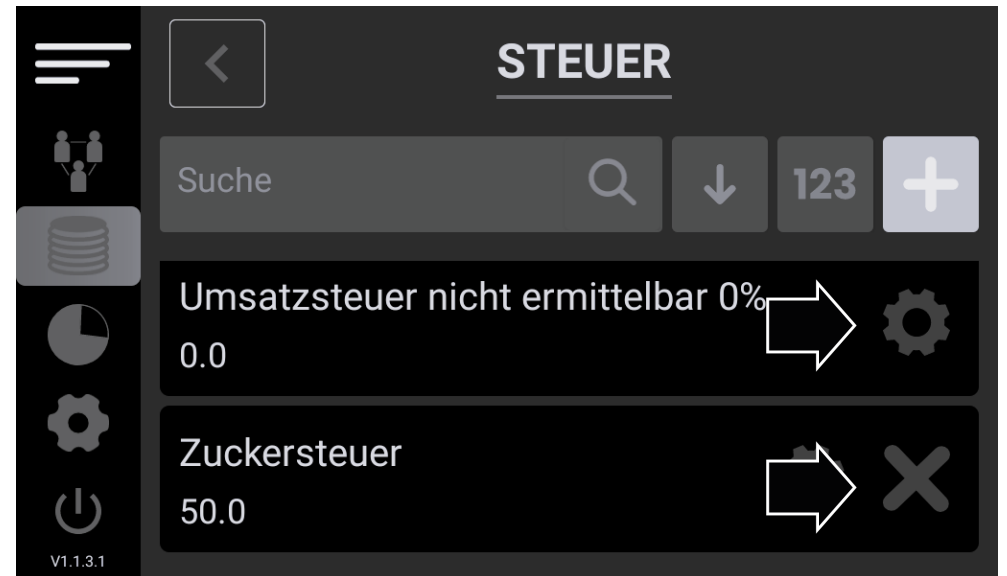 STEUER
Suche
123
Umsatzsteuer nicht ermittelbar 0%
0.0
Zuckersteuer
50.0
V1.1.3.1